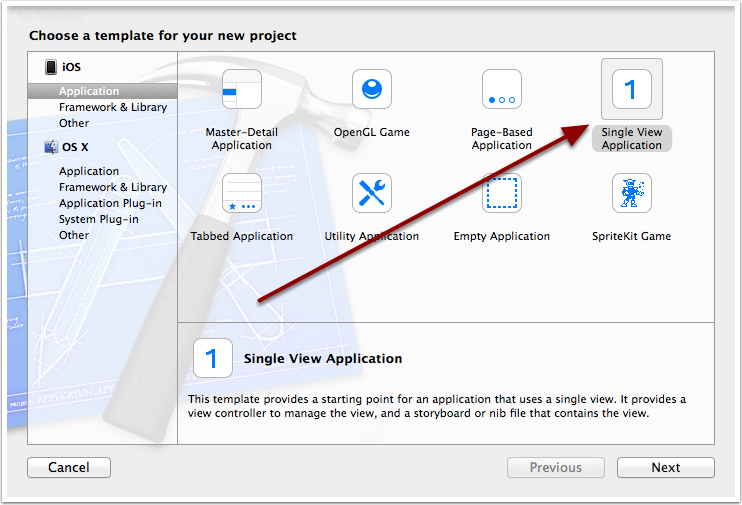 Choose a template for your new project
iOS
Application
Framework & Library
Other
OS X
Application
Framework & Library
Application Plug-in
System Plug-in
Other
Master-Detail
Application
OpenGL Game
Page-Based
Application
1
Single View
Application
Tabbed Application
Utility Application
Empty Application
SpriteKit Game
1
Single View Application
This template provides a starting point for an application that uses a single view. It provides a
view controller to manage the view, and a storyboard or nib file that contains the view.
PROJECT APPLICATION
Cancel
Previous
Next